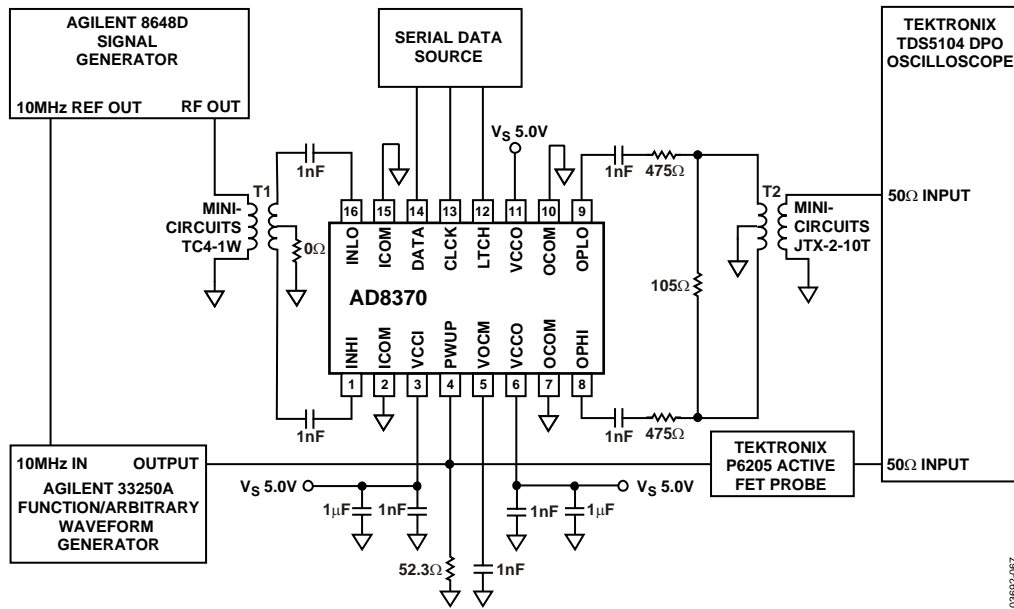 AGILENT 8648D
SIGNAL
GENERATOR
10MHz REF OUT RF OUT
SERIAL DATA
SOURCE
TEKTRONIX
TDS5104 DPO
OSCILLOSCOPE
50Ω INPUT
50Ω INPUT
VS 5.0V
1nF
1nF
475Ω
T1
MINI-
CIRCUITS
TC4-1W
0Ω
T2
MINI-
CIRCUITS
JTX-2-10T
105Ω
16 15 14 13 12 11 10 9
INLO ICOM DATA CLCK LTCH VCCO OCOM OPLO
AD8370
INHI ICOM VCCI PWUP VOCM VCCO OCOM OPHI
1 2 3 4 5 6 7 8
1nF
1nF
475Ω
10MHz IN OUTPUT
AGILENT 33250A
FUNCTION/ARBITRARY
WAVEFORM
GENERATOR
TEKTRONIX
P6205 ACTIVE
FET PROBE
VS 5.0V
VS 5.0V
1μF
1nF
1nF
1μF
52.3Ω
1nF
03692-067